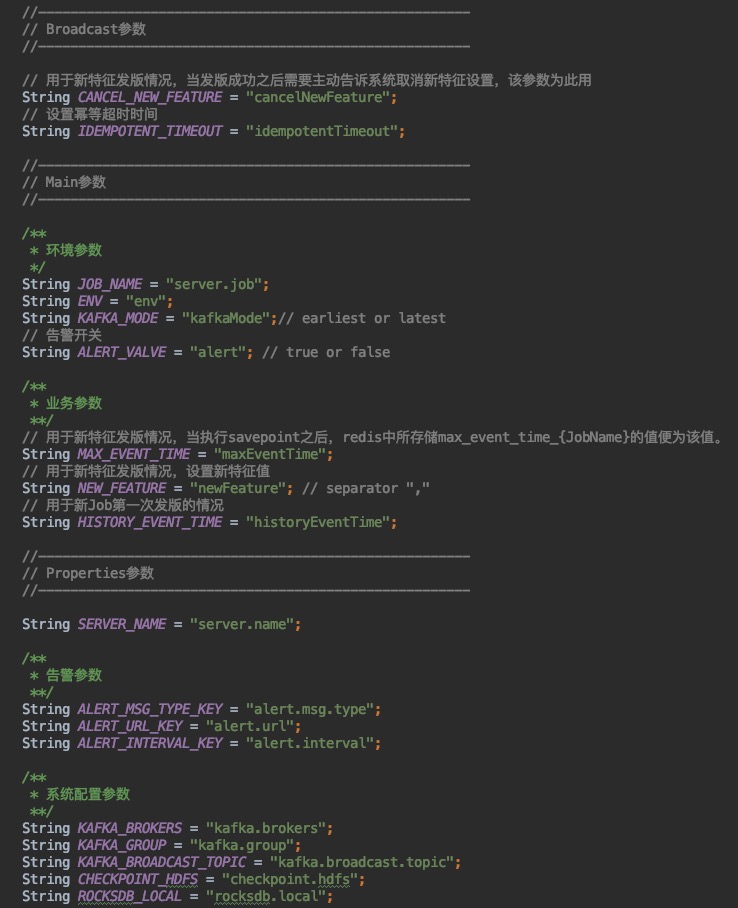 //————————————————————————————
// Broadcast参数
//————————————————————————————
// 用于新特征发版情况，当发版成功之后需要主动告诉系统取消新特征设置，该参数为此用
String CANCEL_NEW_FEATURE = "cancelNewFeature";
// 设置幂等超时时间
String IDEMPOTENT_TIMEOUT = "idempotentTimeout";
//————————————————————————————
// Main参数
//————————————————————————————
/**
* 环境参数
*/
String JOB_NAME = "server.job";
String ENV = "env";
String KAFKA_MODE = "kafkaMode";// earliest or latest
// 告警开关
String ALERT_VALVE = "alert"; // true or false
/**
* 业务参数
**/
// 用于新特征发版情况，当执行savepoint之后，redis中所存储max_event_time_{JobName}的值便为该值。
String MAX_EVENT_TIME = "maxEventTime";
// 用于新特征发版情况，设置新特征值
String NEW_FEATURE = "newFeature"; // separator ","
// 用于新Job第一次发版的情况
String HISTORY_EVENT_TIME = "historyEventTime";
//————————————————————————————
// Properties参数
//————————————————————————————
String SERVER_NAME = "server.name";
/**
* 告警参数
**/
String ALERT_MSG_TYPE_KEY = "alert.msg.type";
String ALERT_URL_KEY = "alert.url";
String ALERT_INTERVAL_KEY = "alert.interval";
/**
* 系统配置参数
**/
String KAFKA_BROKERS = "kafka.brokers";
String KAFKA_GROUP = "kafka.group";
String KAFKA_BROADCAST_TOPIC = "kafka.broadcast.topic";
String CHECKPOINT_HDFS = "checkpoint.hdfs";
String ROCKSDB_LOCAL = "rocksdb.local";